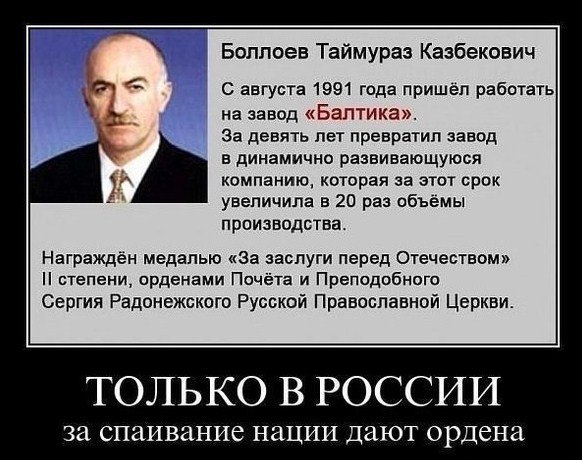 Боллоев Таймураз Казбекович
С августа 1991 года пришёл работать
на завод «Балтика».
За девять лет превратил завод
в динамично развивающуюся
компанию, которая за этот срок
увеличила в 20 раз объёмы
производства.
Награждён медалью «За заслуги перед Отечеством»
II степени, орденами Почёта и Преподобного
Сергия Радонежского Русской Православной Церкви.
ТОЛЬКО В РОССИИ
за спаивание нации дают ордена